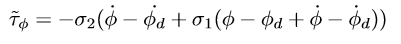 τ̃_ϕ = −σ₂(ϕ̇ − ϕ̇_d + σ₁(ϕ − ϕ_d + ϕ̇ − ϕ̇_d))